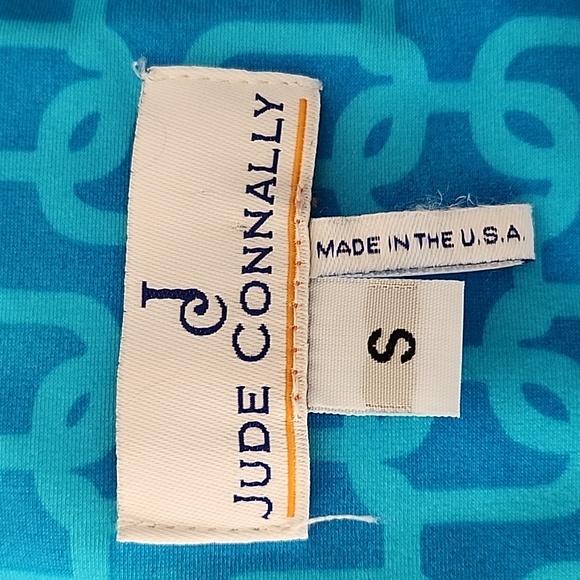 J
JUDE CONNALLY
MADE IN THE U.S.A.
S